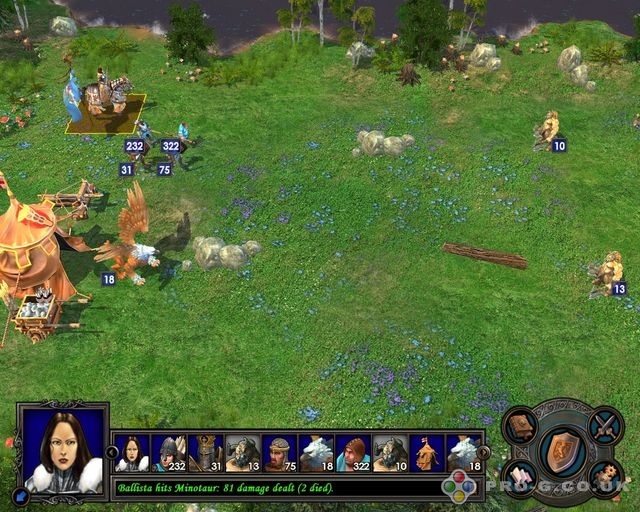 10
232 322
31 75
18
13
232 31 13 75 18 322 10 18
Ballista hits Minotaur: 81 damage dealt (2 died).
PRO-G.CO.UK